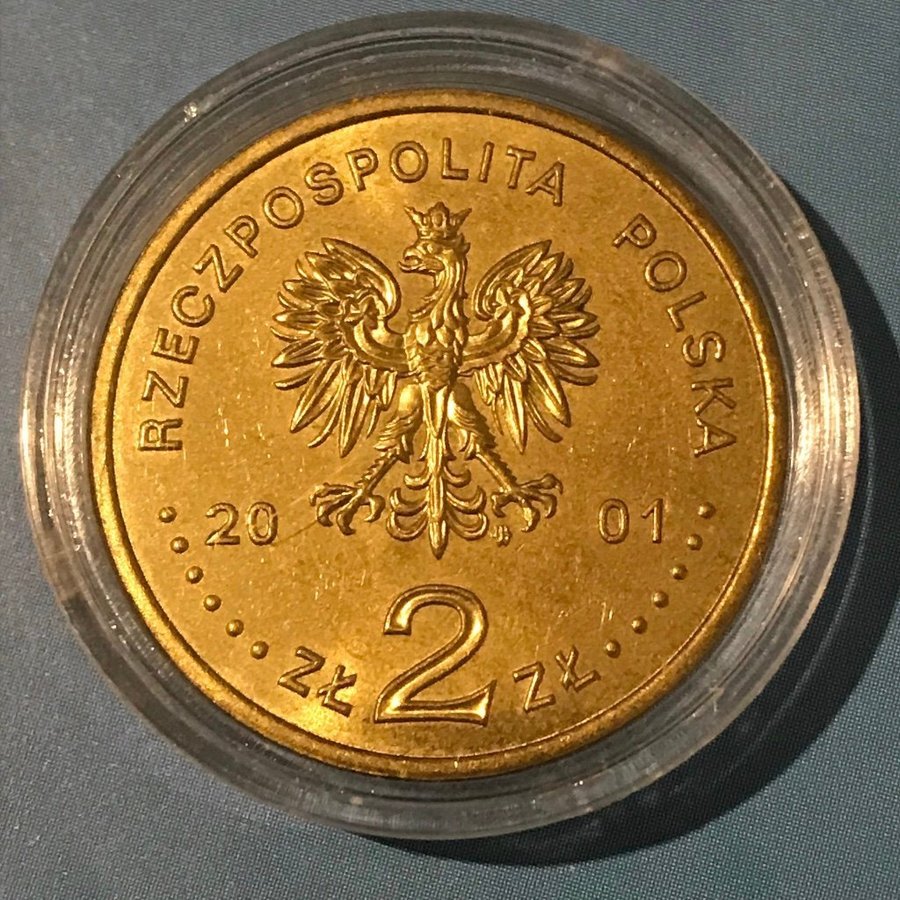 RZECZPOSPOLITA POLSKA
20 01
ZŁ 2 ZŁ